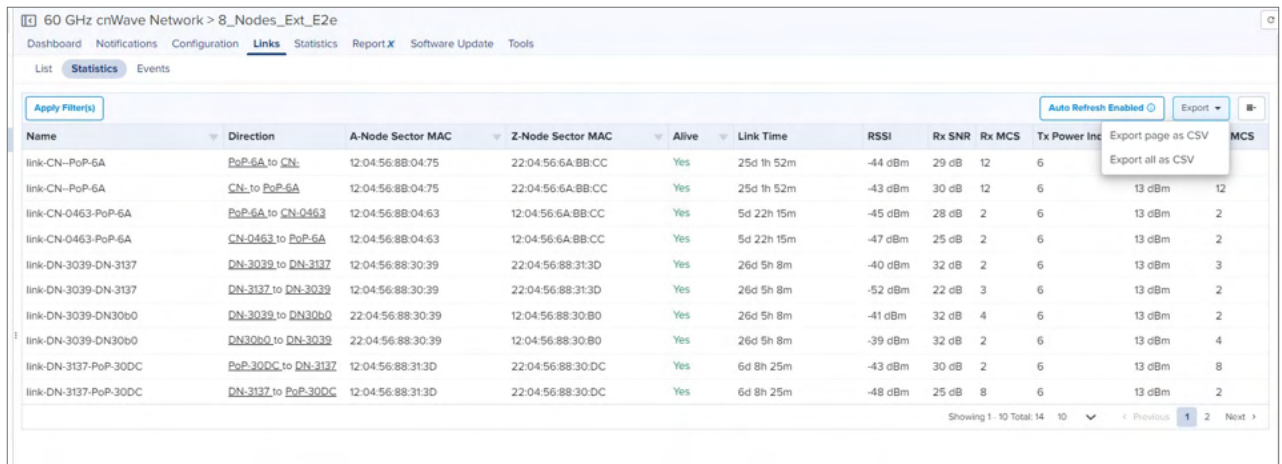 60 GHz cnWave Network > 8_Nodes_Ext_E2e
Dashboard Notifications Configuration Links Statistics Report X Software Update Tools
List Statistics Events
Apply Filter(s) Auto Refresh Enabled Export
Name Direction A-Node Sector MAC Z-Node Sector MAC Alive Link Time RSSI Rx SNR Rx MCS Tx Power Ind MCS
Export page as CSV
Export all as CSV
link-CN--PoP-6A PoP-6A to CN- 12:04:56:8B:04:75 22:04:56:6A:BB:CC Yes 25d 1h 52m -44 dBm 29 dB 12 6
link-CN--PoP-6A CN- to PoP-6A 12:04:56:8B:04:75 22:04:56:6A:BB:CC Yes 25d 1h 52m -43 dBm 30 dB 12 6 13 dBm 12
link-CN-0463-PoP-6A PoP-6A to CN-0463 12:04:56:8B:04:63 12:04:56:6A:BB:CC Yes 5d 22h 15m -45 dBm 28 dB 2 6 13 dBm 2
link-CN-0463-PoP-6A CN-0463 to PoP-6A 12:04:56:8B:04:63 12:04:56:6A:BB:CC Yes 5d 22h 15m -47 dBm 25 dB 2 6 13 dBm 2
link-DN-3039-DN-3137 DN-3039 to DN-3137 12:04:56:88:30:39 22:04:56:88:31:3D Yes 26d 5h 8m -40 dBm 32 dB 2 6 13 dBm 3
link-DN-3039-DN-3137 DN-3137 to DN-3039 12:04:56:88:30:39 22:04:56:88:31:3D Yes 26d 5h 8m -52 dBm 22 dB 3 6 13 dBm 2
link-DN-3039-DN30b0 DN-3039 to DN30b0 22:04:56:88:30:39 12:04:56:88:30:B0 Yes 26d 5h 8m -41 dBm 32 dB 4 6 13 dBm 2
link-DN-3039-DN30b0 DN30b0 to DN-3039 22:04:56:88:30:39 12:04:56:88:30:B0 Yes 26d 5h 8m -39 dBm 32 dB 2 6 13 dBm 4
link-DN-3137-PoP-30DC PoP-30DC to DN-3137 12:04:56:88:31:3D 22:04:56:88:30:DC Yes 6d 8h 25m -43 dBm 30 dB 2 6 13 dBm 8
link-DN-3137-PoP-30DC DN-3137 to PoP-30DC 12:04:56:88:31:3D 22:04:56:88:30:DC Yes 6d 8h 25m -48 dBm 25 dB 8 6 13 dBm 2
Showing 1 - 10 Total: 14 10 < Previous 1 2 Next >